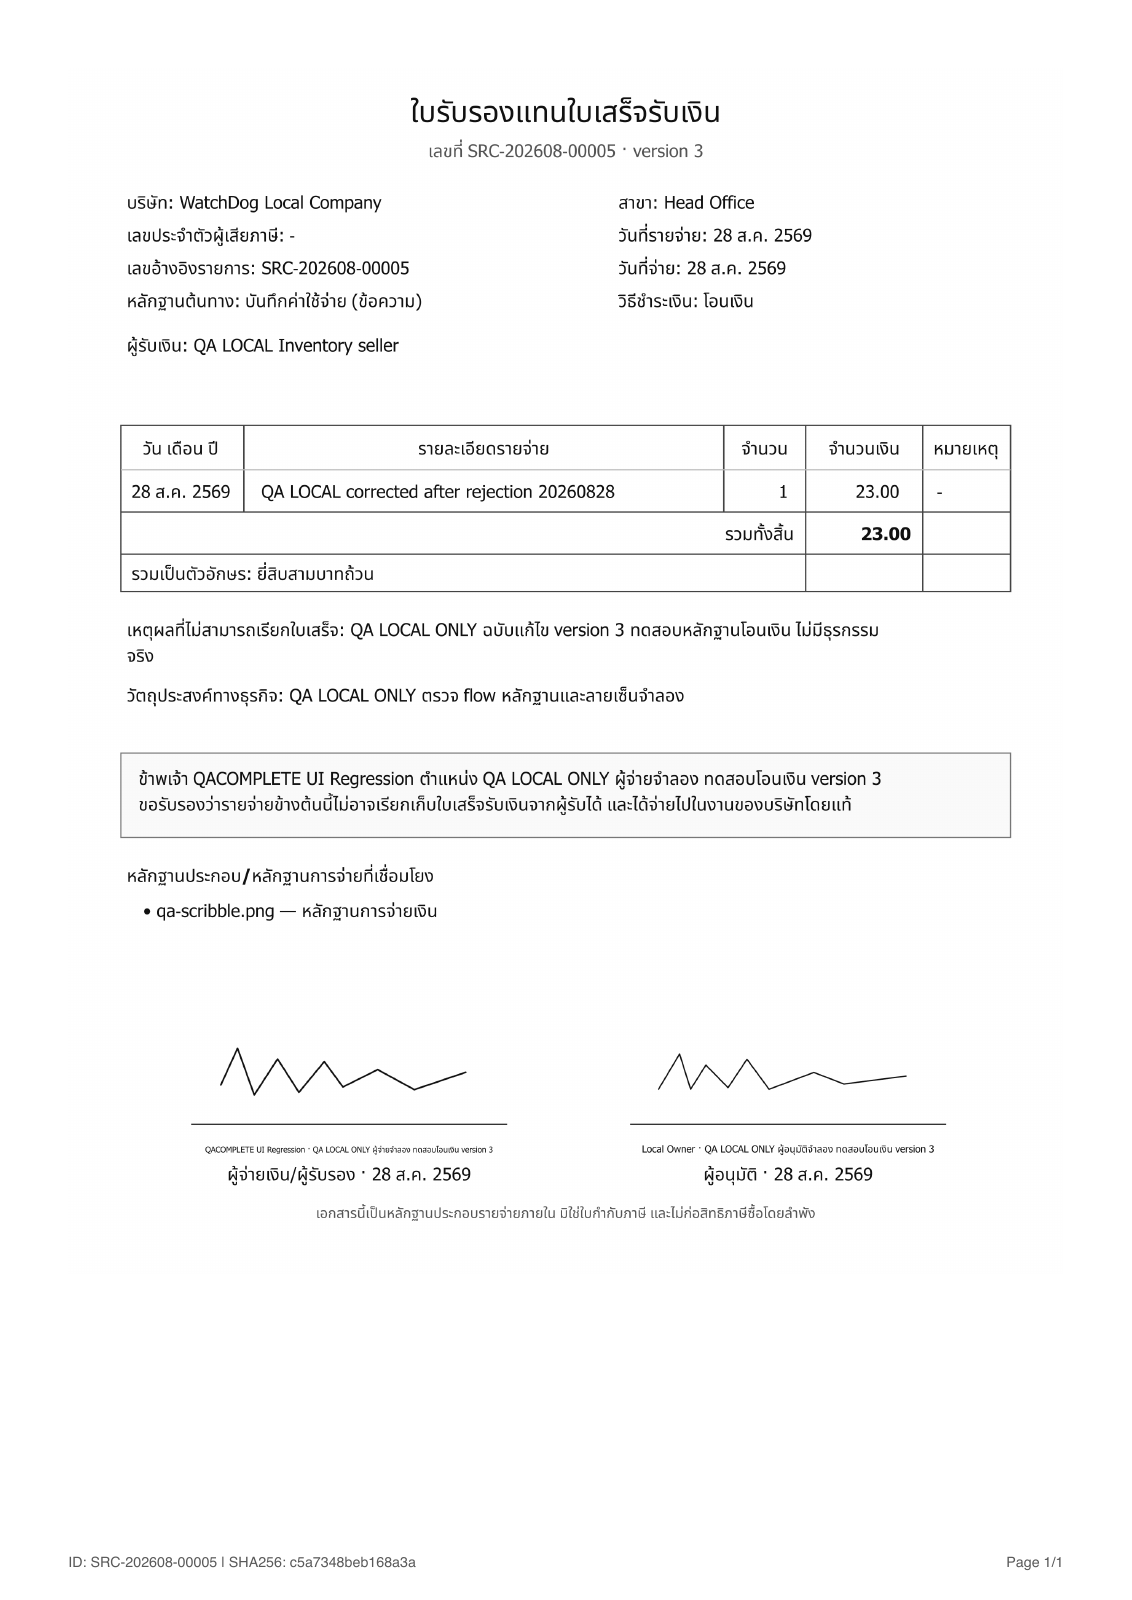 ใบรับรองแทนใบเสร็จรับเงิน
เลขที่ SRC-202608-00005 · version 3
บริษัท: WatchDog Local Company
สาขา: Head Office
เลขประจำตัวผู้เสียภาษี: -
วันที่รายจ่าย: 28 ส.ค. 2569
เลขอ้างอิงรายการ: SRC-202608-00005
วันที่จ่าย: 28 ส.ค. 2569
หลักฐานต้นทาง: บันทึกค่าใช้จ่าย (ข้อความ)
วิธีชำระเงิน: โอนเงิน
ผู้รับเงิน: QA LOCAL Inventory seller
วัน เดือน ปี รายละเอียดรายจ่าย จำนวน จำนวนเงิน หมายเหตุ
28 ส.ค. 2569 QA LOCAL corrected after rejection 20260828 1 23.00 -
รวมทั้งสิ้น 23.00
รวมเป็นตัวอักษร: ยี่สิบสามบาทถ้วน
เหตุผลที่ไม่สามารถเรียกใบเสร็จ: QA LOCAL ONLY ฉบับแก้ไข version 3 ทดสอบหลักฐานโอนเงิน ไม่มีธุรกรรม
จริง
วัตถุประสงค์ทางธุรกิจ: QA LOCAL ONLY ตรวจ flow หลักฐานและลายเซ็นจำลอง
ข้าพเจ้า QACOMPLETE UI Regression ตำแหน่ง QA LOCAL ONLY ผู้จ่ายจำลอง ทดสอบโอนเงิน version 3
ขอรับรองว่ารายจ่ายข้างต้นนี้ไม่อาจเรียกเก็บใบเสร็จรับเงินจากผู้รับได้ และได้จ่ายไปในงานของบริษัทโดยแท้
หลักฐานประกอบ/หลักฐานการจ่ายที่เชื่อมโยง
• qa-scribble.png — หลักฐานการจ่ายเงิน
QACOMPLETE UI Regression · QA LOCAL ONLY ผู้จ่ายจำลอง ทดสอบโอนเงิน version 3
Local Owner · QA LOCAL ONLY ผู้อนุมัติจำลอง ทดสอบโอนเงิน version 3
ผู้จ่ายเงิน/ผู้รับรอง · 28 ส.ค. 2569
ผู้อนุมัติ · 28 ส.ค. 2569
เอกสารนี้เป็นหลักฐานประกอบรายจ่ายภายใน มิใช่ใบกำกับภาษี และไม่ก่อสิทธิภาษีซื้อโดยลำพัง
ID: SRC-202608-00005 | SHA256: c5a7348beb168a3a
Page 1/1